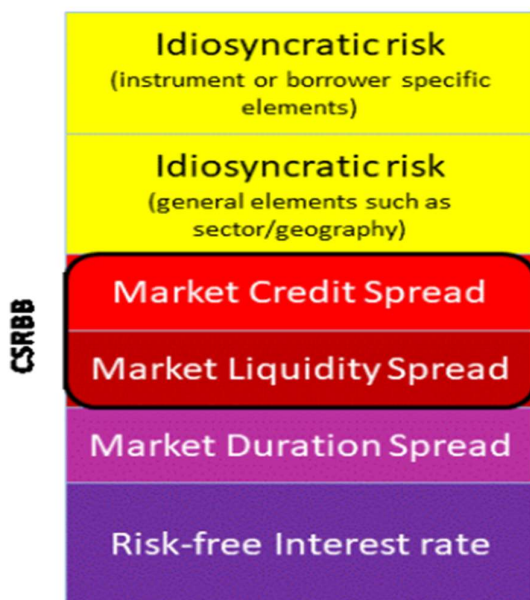 Idiosyncratic risk
(instrument or borrower specific
elements)
Idiosyncratic risk
(general elements such as
sector/geography)
CSRBB
Market Credit Spread
Market Liquidity Spread
Market Duration Spread
Risk-free Interest rate